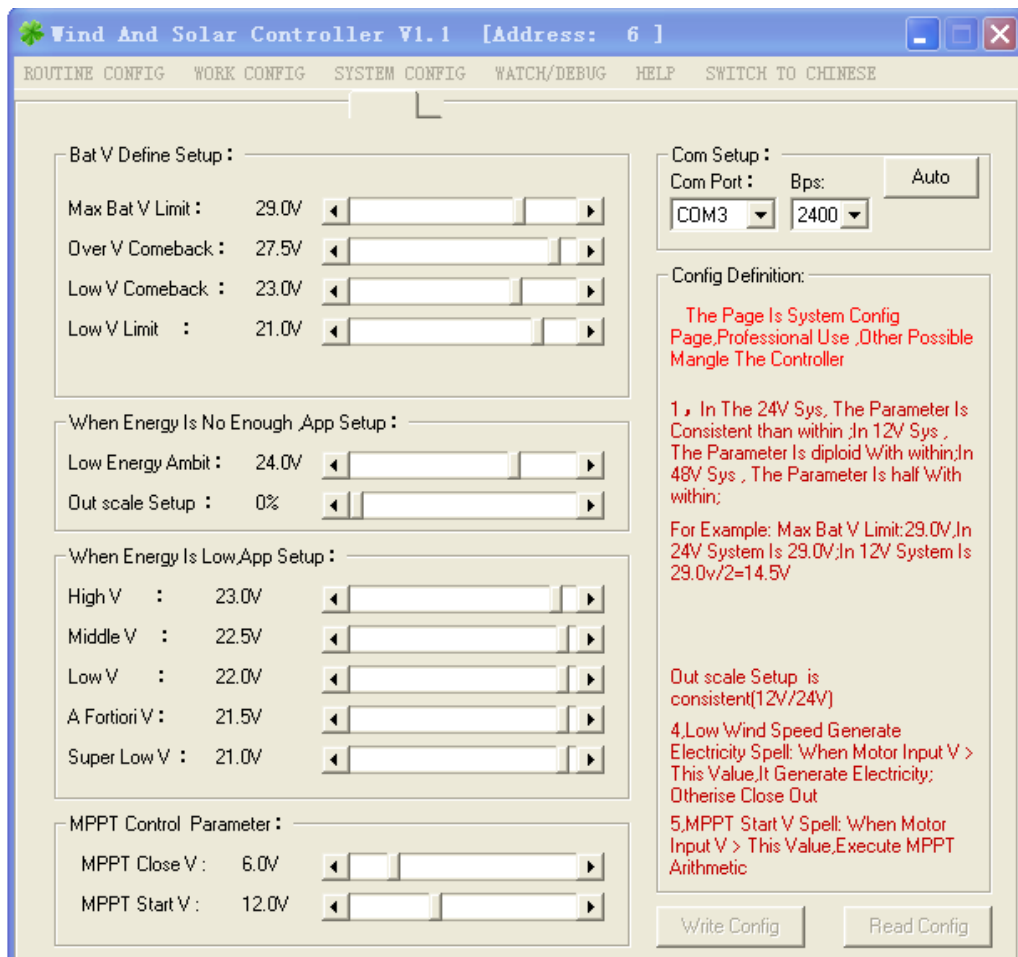 Wind And Solar Controller V1.1 [Address: 6 ]
ROUTINE CONFIG WORK CONFIG SYSTEM CONFIG WATCH/DEBUG HELP SWITCH TO CHINESE
Bat V Define Setup：
Max Bat V Limit： 29.0V
Over V Comeback： 27.5V
Low V Comeback： 23.0V
Low V Limit ： 21.0V
When Energy Is No Enough ,App Setup：
Low Energy Ambit： 24.0V
Out scale Setup： 0%
When Energy Is Low,App Setup：
High V ： 23.0V
Middle V ： 22.5V
Low V ： 22.0V
A Fortiori V： 21.5V
Super Low V： 21.0V
MPPT Control Parameter：
MPPT Close V : 6.0V
MPPT Start V : 12.0V
Com Setup：
Com Port： Bps: Auto
COM3 2400
Config Definition:
The Page Is System Config
Page,Professional Use ,Other Possible
Mangle The Controller
1，In The 24V Sys, The Parameter Is
Consistent than within ;In 12V Sys ,
The Parameter Is diploid With within;In
48V Sys , The Parameter Is half With
within;
For Example: Max Bat V Limit:29.0V,In
24V System Is 29.0V;In 12V System Is
29.0v/2=14.5V
Out scale Setup is
consistent(12V/24V)
4,Low Wind Speed Generate
Electricity Spell: When Motor Input V >
This Value,It Generate Electricity;
Otherise Close Out
5,MPPT Start V Spell: When Motor
Input V > This Value,Execute MPPT
Arithmetic
Write Config Read Config